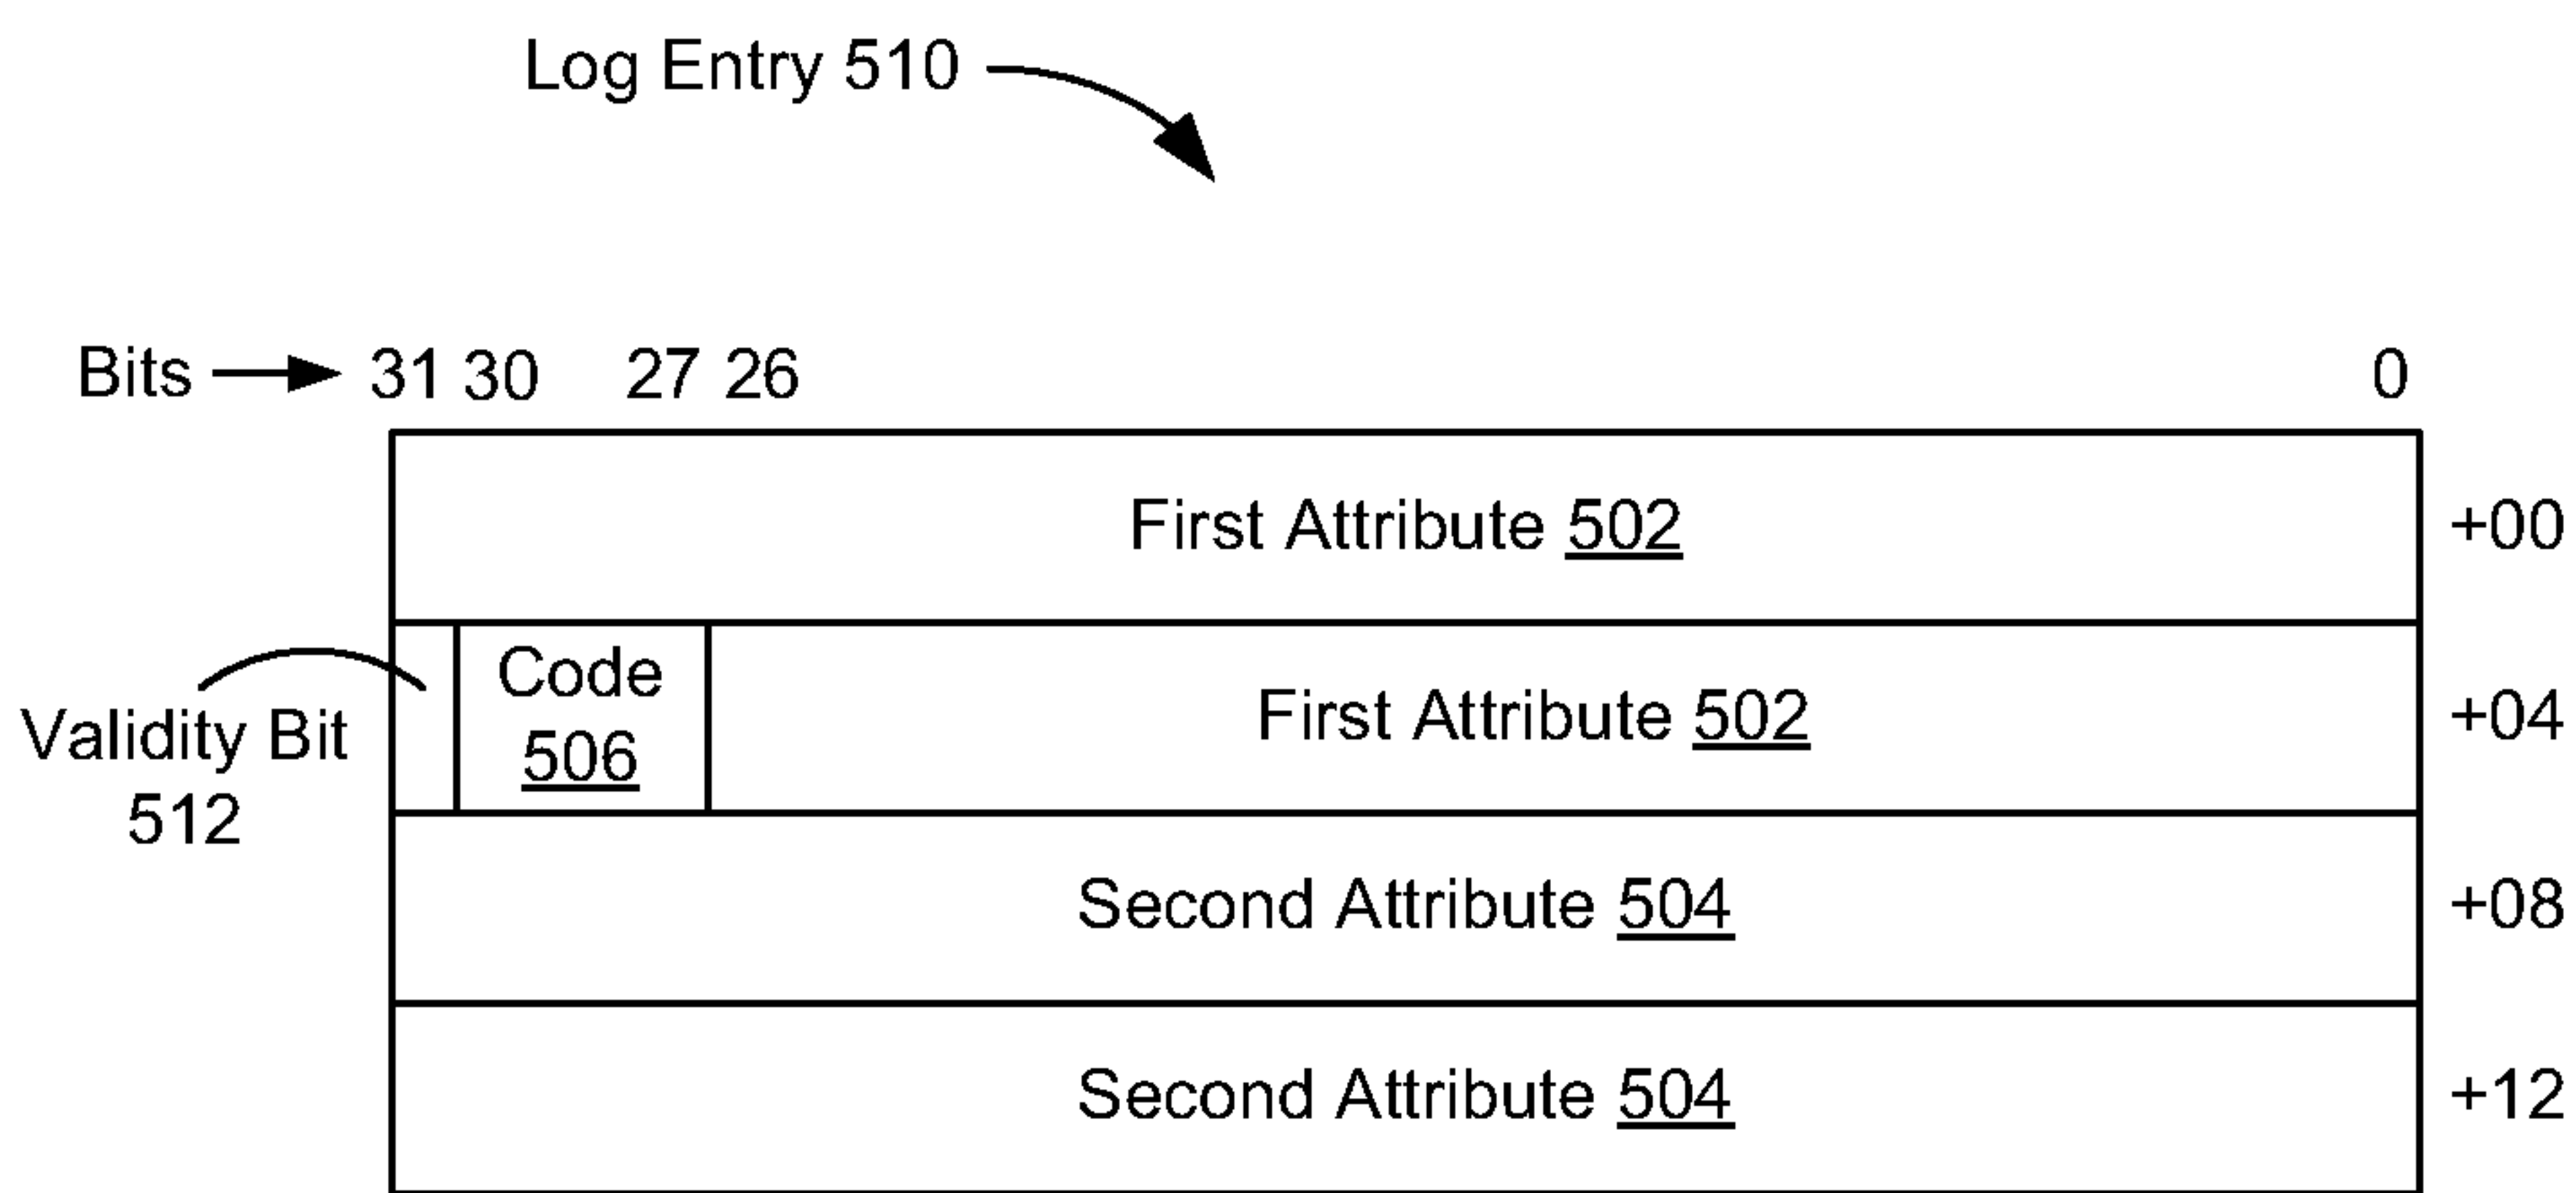 Log Entry 510
Bits 31 30 27 26 0
First Attribute 502 +00
Code
506
First Attribute 502 +04
Validity Bit
512
Second Attribute 504 +08
Second Attribute 504 +12